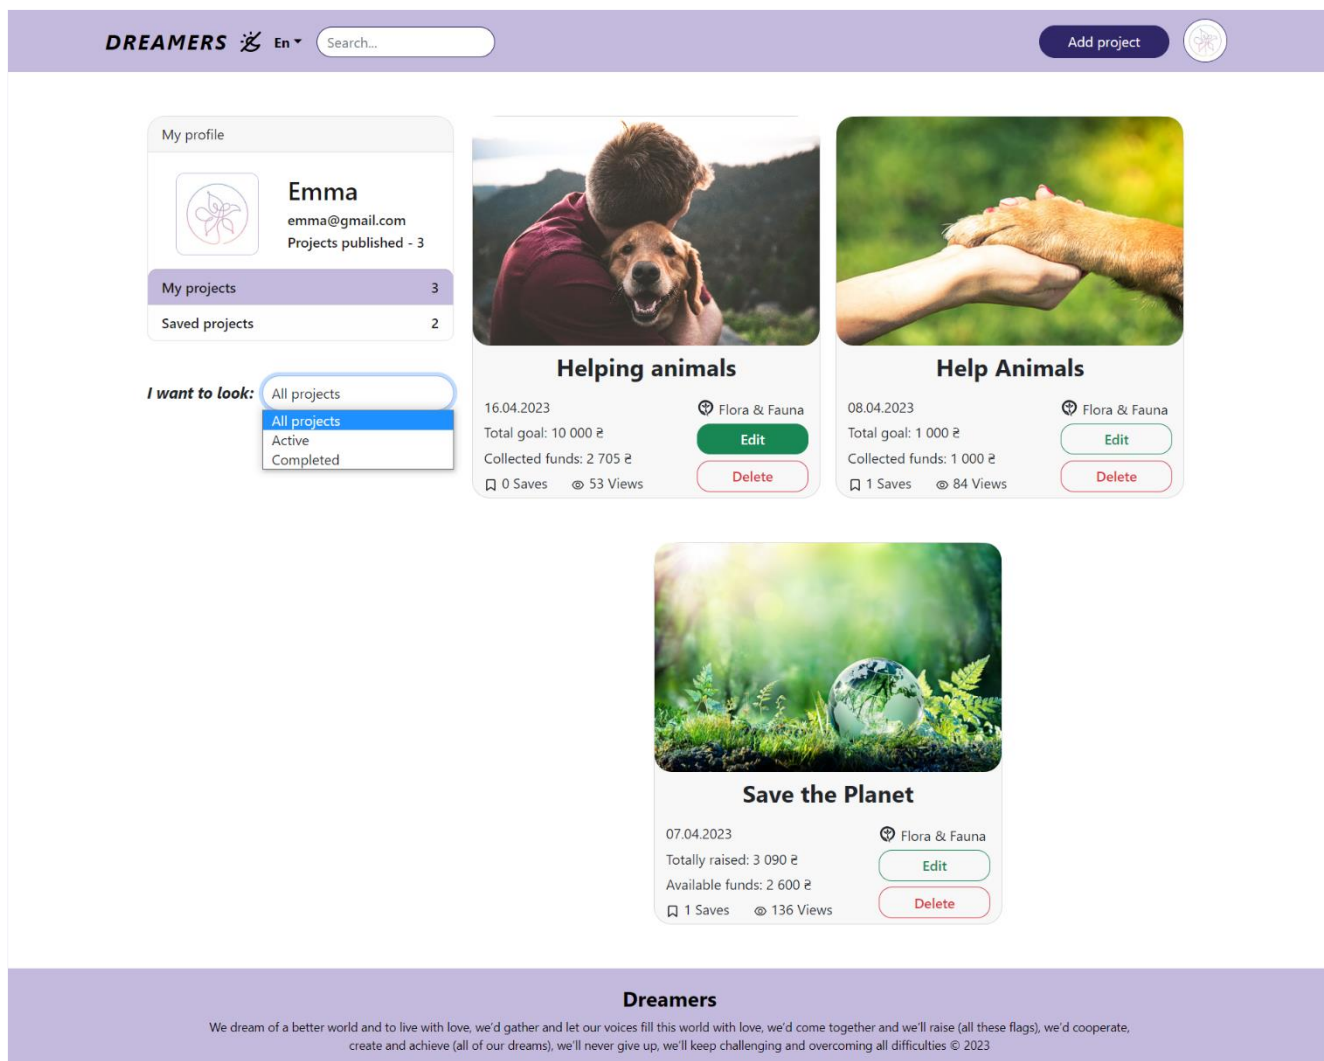 DREAMERS En Search... Add project
My profile
Emma
emma@gmail.com
Projects published - 3
My projects 3
Saved projects 2
I want to look: All projects
All projects
Active
Completed
Helping animals
16.04.2023 Flora & Fauna
Total goal: 10 000 ₴ Edit
Collected funds: 2 705 ₴
Delete
0 Saves 53 Views
Help Animals
08.04.2023 Flora & Fauna
Total goal: 1 000 ₴ Edit
Collected funds: 1 000 ₴
Delete
1 Saves 84 Views
Save the Planet
07.04.2023 Flora & Fauna
Totally raised: 3 090 ₴ Edit
Available funds: 2 600 ₴
Delete
1 Saves 136 Views
Dreamers
We dream of a better world and to live with love, we'd gather and let our voices fill this world with love, we'd come together and we'll raise (all these flags), we'd cooperate,
create and achieve (all of our dreams), we'll never give up, we'll keep challenging and overcoming all difficulties © 2023